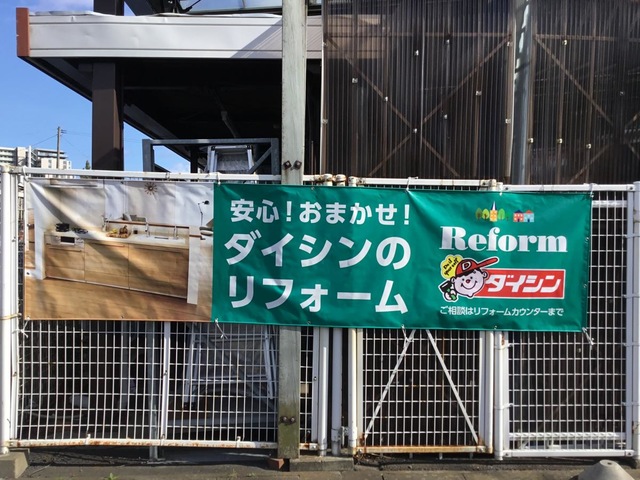 安心!おまかせ!
ダイシンの
リフォーム
Reform
ダイシン
ご相談はリフォームカウンターまで